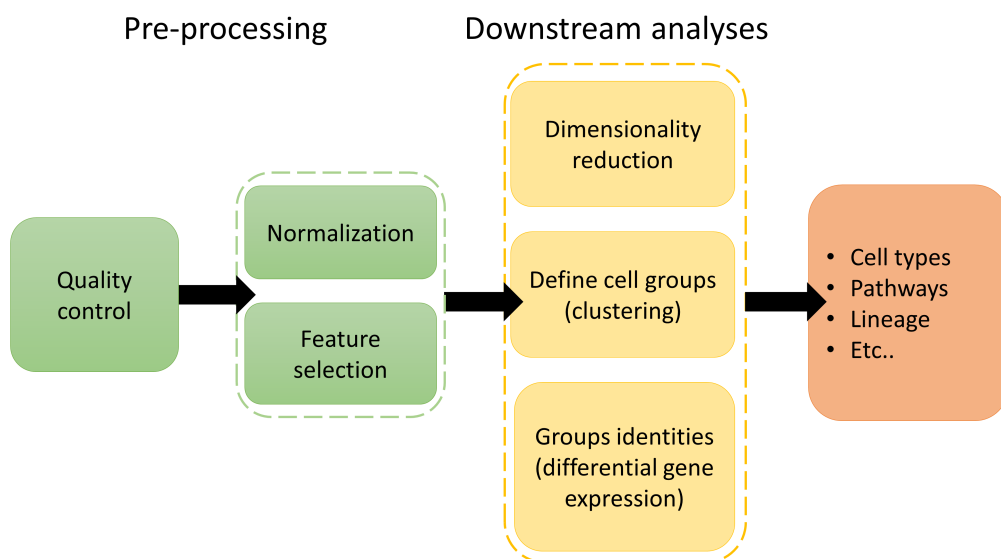 Pre-processing
Downstream analyses
Quality
control
Normalization
Feature
selection
Dimensionality
reduction
Define cell groups
(clustering)
Groups identities
(differential gene
expression)
• Cell types
• Pathways
• Lineage
• Etc..